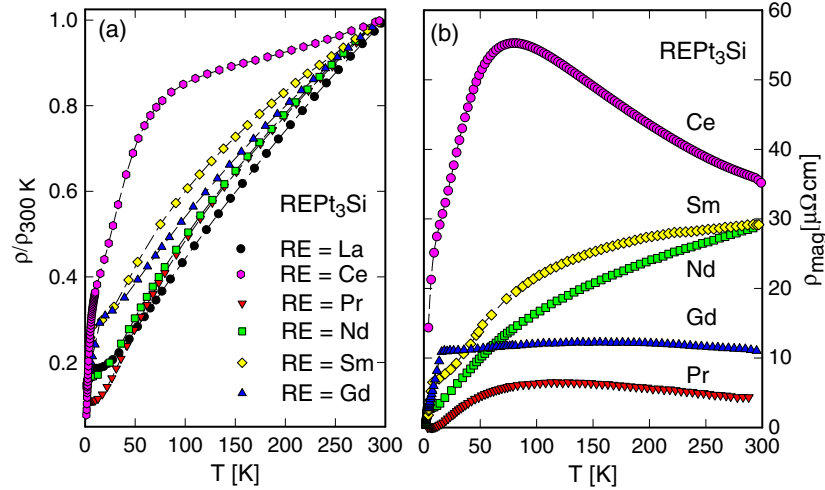 (a)
1.0
0.8
0.6
0.4
0.2
ρ/ρ300 K
REPt3Si
RE = La
RE = Ce
RE = Pr
RE = Nd
RE = Sm
RE = Gd
0 50 100 150 200 250 300
T [K]
(b)
REPt3Si
Ce
Sm
Nd
Gd
Pr
60
50
40
30
20
10
0
ρmag[μΩcm]
0 50 100 150 200 250 300
T [K]